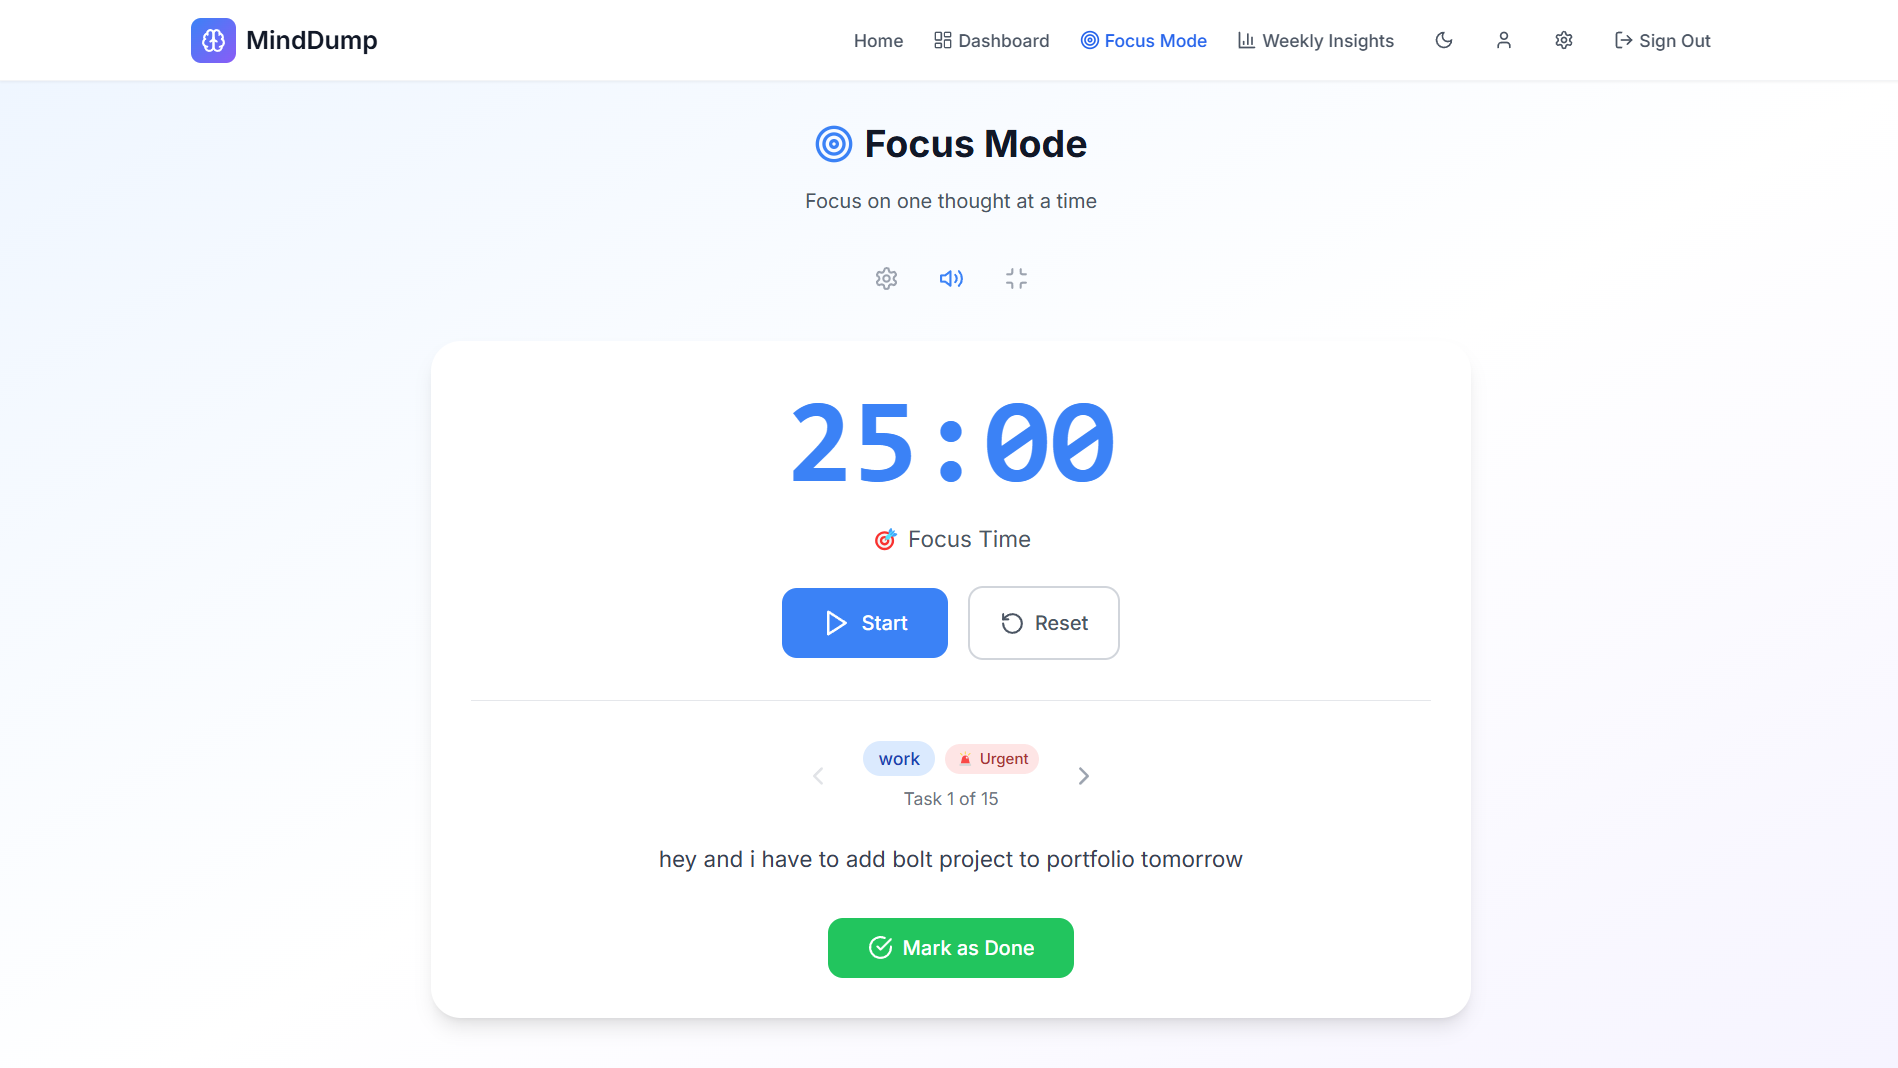 MindDump
Home Dashboard Focus Mode Weekly Insights Sign Out
Focus Mode
Focus on one thought at a time
25:00
🎯 Focus Time
Start Reset
work 🚨 Urgent
Task 1 of 15
hey and i have to add bolt project to portfolio tomorrow
Mark as Done